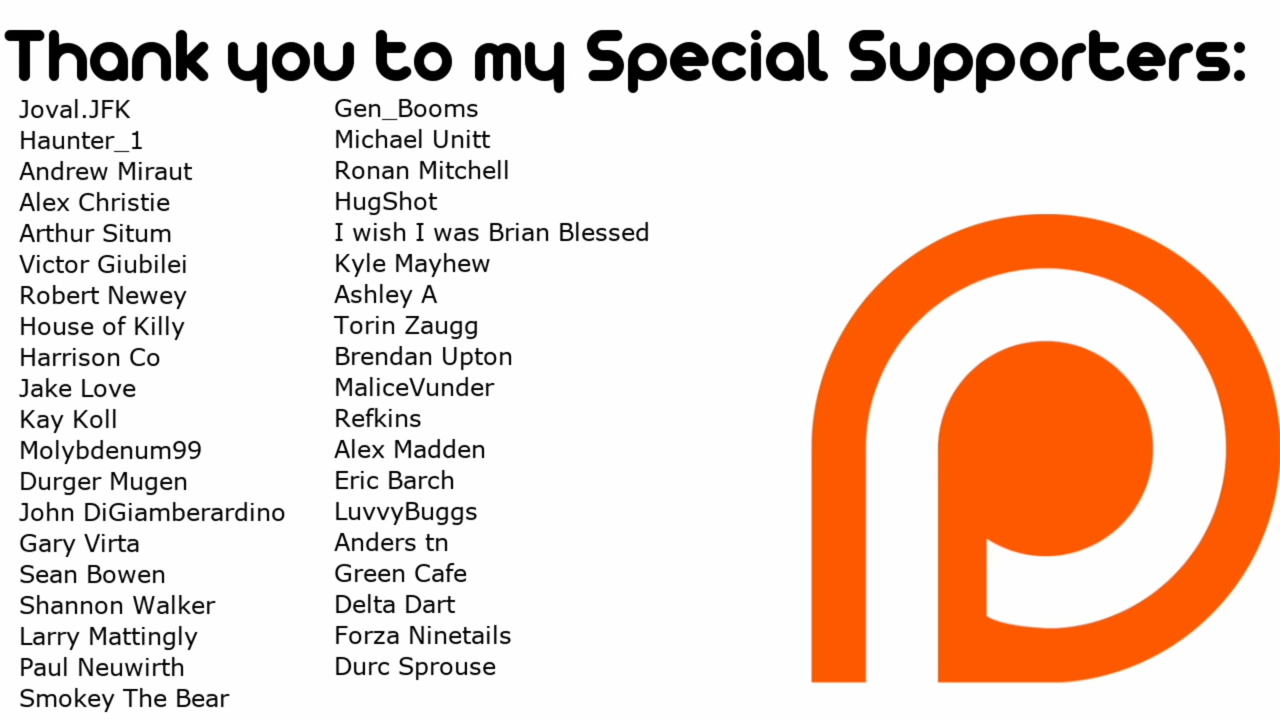 Thank you to my Special Supporters:
Joval.JFK
Haunter_1
Andrew Miraut
Alex Christie
Arthur Situm
Victor Giubilei
Robert Newey
House of Killy
Harrison Co
Jake Love
Kay Koll
Molybdenum99
Durger Mugen
John DiGiamberardino
Gary Virta
Sean Bowen
Shannon Walker
Larry Mattingly
Paul Neuwirth
Smokey The Bear
Gen_Booms
Michael Unitt
Ronan Mitchell
HugShot
I wish I was Brian Blessed
Kyle Mayhew
Ashley A
Torin Zaugg
Brendan Upton
MaliceVunder
Refkins
Alex Madden
Eric Barch
LuvvyBuggs
Anders tn
Green Cafe
Delta Dart
Forza Ninetails
Durc Sprouse